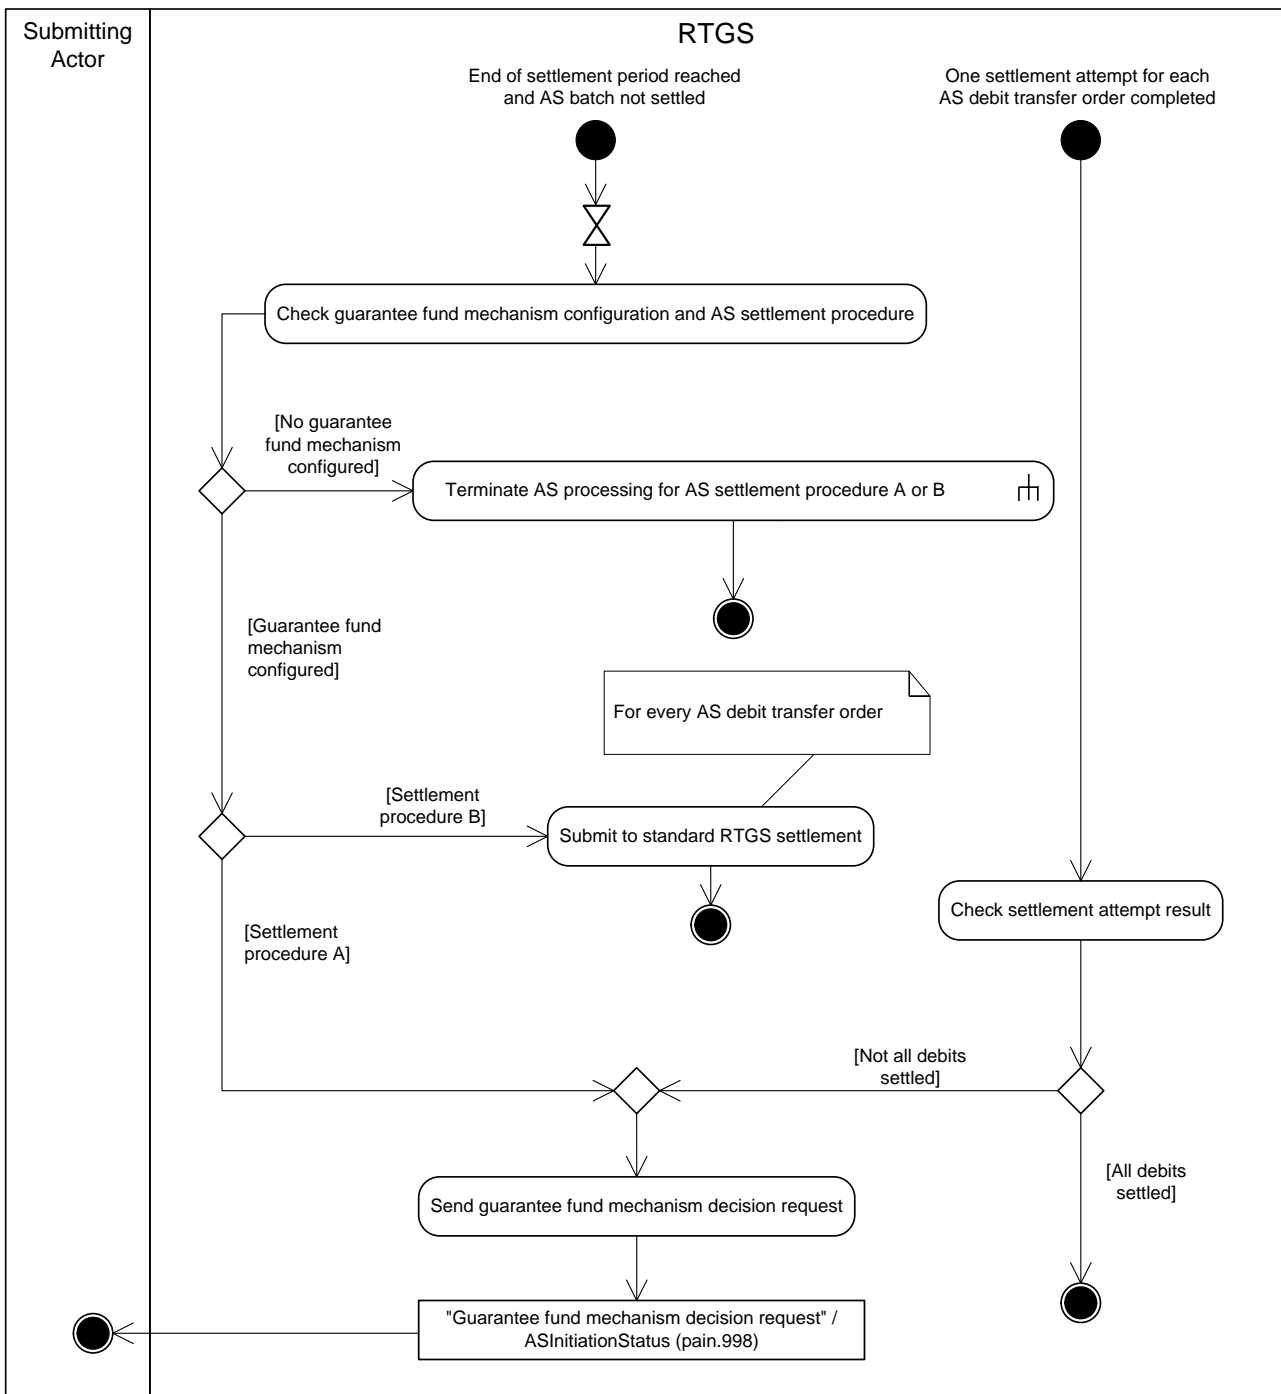 Submitting
Actor
RTGS
End of settlement period reached
and AS batch not settled
One settlement attempt for each
AS debit transfer order completed
Check guarantee fund mechanism configuration and AS settlement procedure
[No guarantee
fund mechanism
configured]
Terminate AS processing for AS settlement procedure A or B
[Guarantee fund
mechanism
configured]
For every AS debit transfer order
[Settlement
procedure B]
Submit to standard RTGS settlement
Check settlement attempt result
[Settlement
procedure A]
[Not all debits
settled]
[All debits
settled]
Send guarantee fund mechanism decision request
"Guarantee fund mechanism decision request" /
ASInitiationStatus (pain.998)